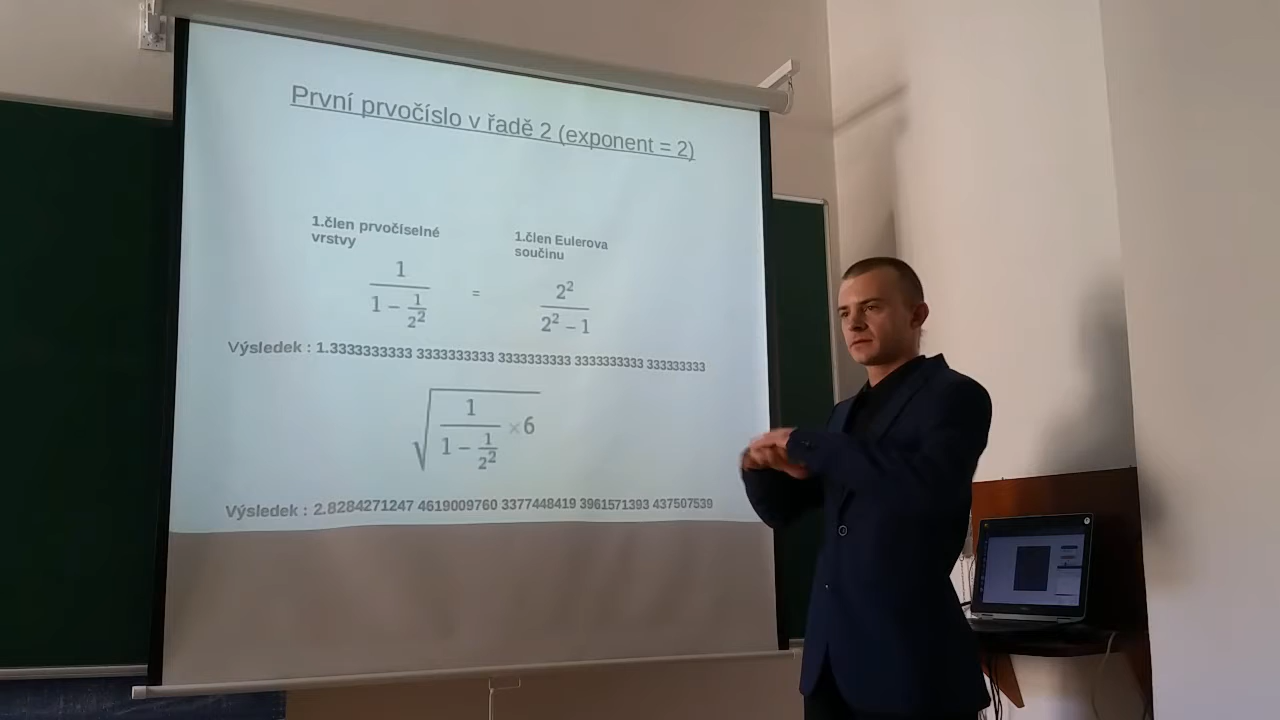 První prvočíslo v řadě 2 (exponent = 2)
1.člen prvočíselné
vrstvy
1.člen Eulerova
součinu
1 / (1 − 1/2²) = 2² / (2² − 1)
Výsledek : 1.3333333333 3333333333 3333333333 3333333333 333333333
√(1 / (1 − 1/2²) × 6)
Výsledek : 2.8284271247 4619009760 3377448419 3961571393 437507539